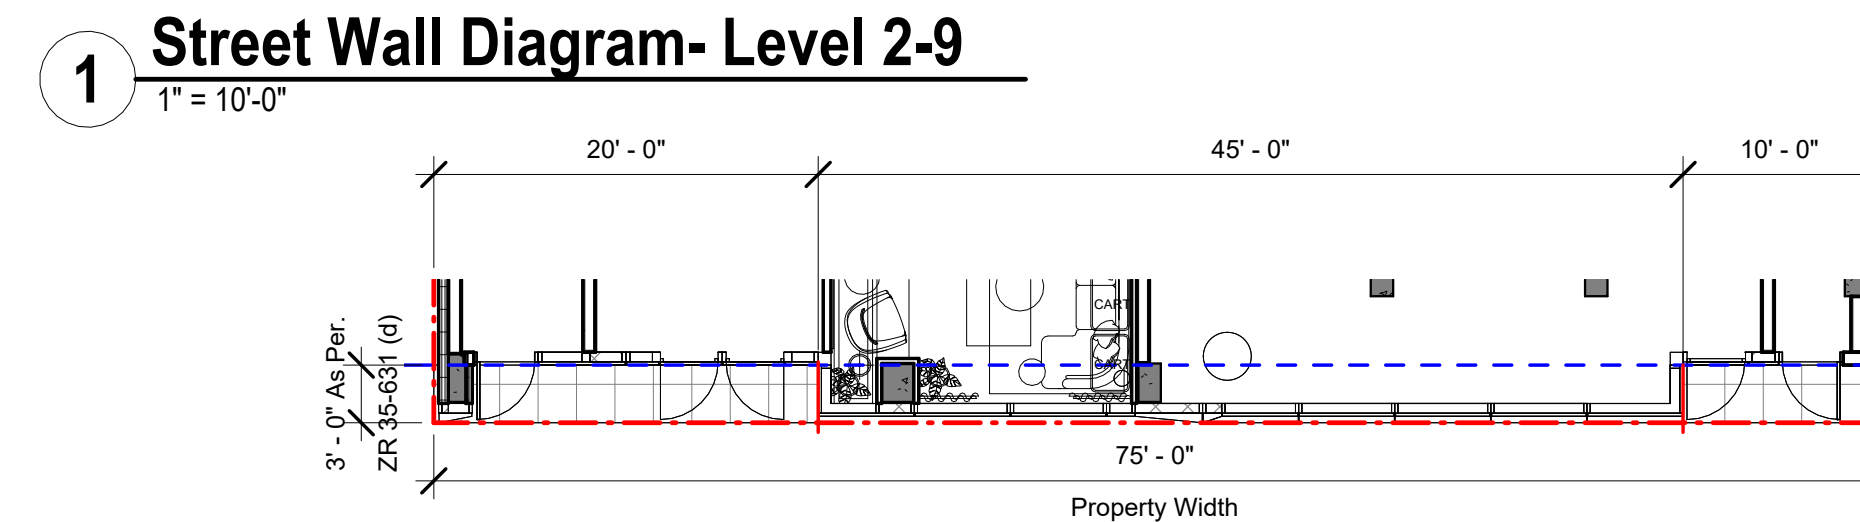 1
Street Wall Diagram- Level 2-9
1" = 10'-0"
20' - 0"
45' - 0"
10' - 0"
3' - 0" As Per.
ZR 35-631 (d)
CART
CART
75' - 0"
Property Width